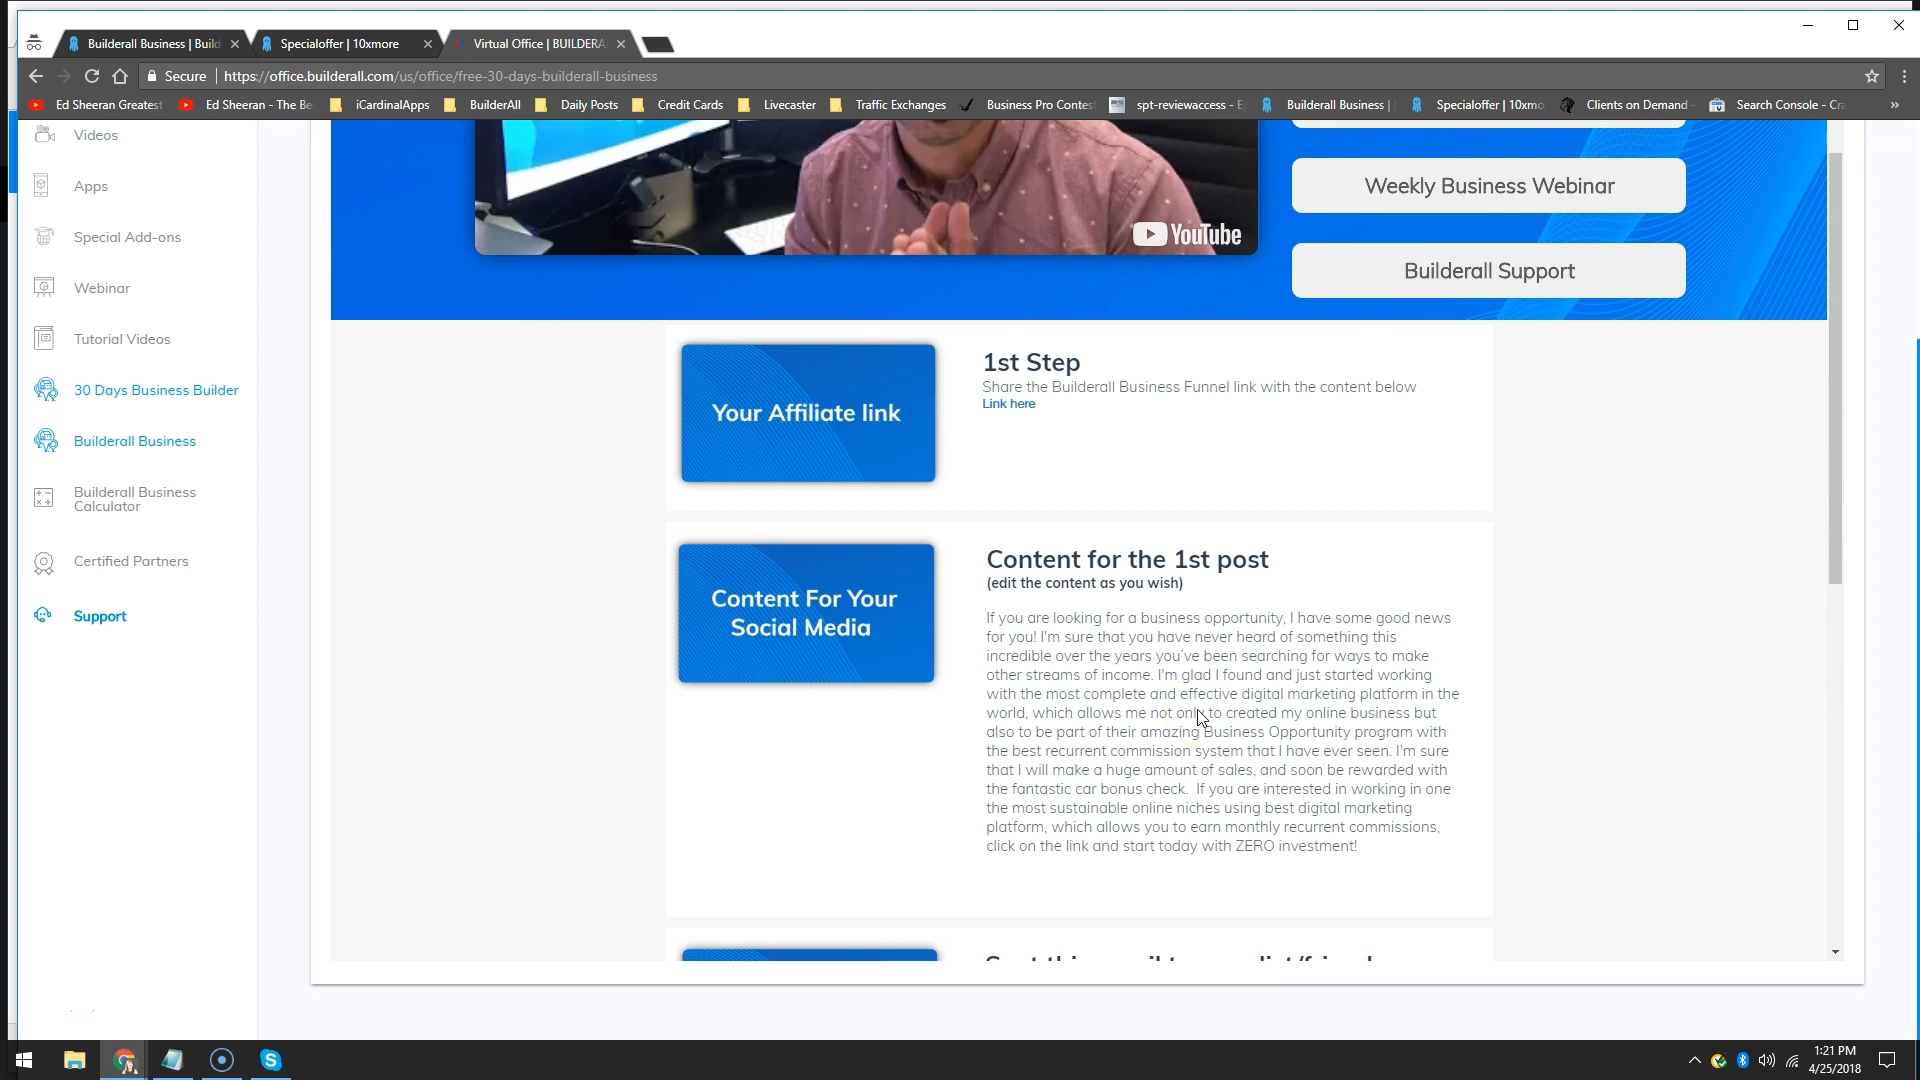 Builderall Business | Build
Specialoffer | 10xmore
Virtual Office | BUILDERA
Secure
https://office.builderall.com/us/office/free-30-days-builderall-business
Ed Sheeran Greatest
Ed Sheeran - The Be
iCardinalApps
BuilderAll
Daily Posts
Credit Cards
Livecaster
Traffic Exchanges
Business Pro Contes
spt-reviewaccess - E
Builderall Business |
Specialoffer | 10xmo
Clients on Demand -
Search Console - Cra
Videos
Apps
Special Add-ons
Webinar
Tutorial Videos
30 Days Business Builder
Builderall Business
Builderall Business
Calculator
Certified Partners
Support
YouTube
Weekly Business Webinar
Builderall Support
Your Affiliate link
1st Step
Share the Builderall Business Funnel link with the content below
Link here
Content For Your
Social Media
Content for the 1st post
(edit the content as you wish)
If you are looking for a business opportunity, I have some good news
for you! I'm sure that you have never heard of something this
incredible over the years you've been searching for ways to make
other streams of income. I'm glad I found and just started working
with the most complete and effective digital marketing platform in the
world, which allows me not only to created my online business but
also to be part of their amazing Business Opportunity program with
the best recurrent commission system that I have ever seen. I'm sure
that I will make a huge amount of sales, and soon be rewarded with
the fantastic car bonus check. If you are interested in working in one
the most sustainable online niches using best digital marketing
platform, which allows you to earn monthly recurrent commissions,
click on the link and start today with ZERO investment!
1:21 PM
4/25/2018